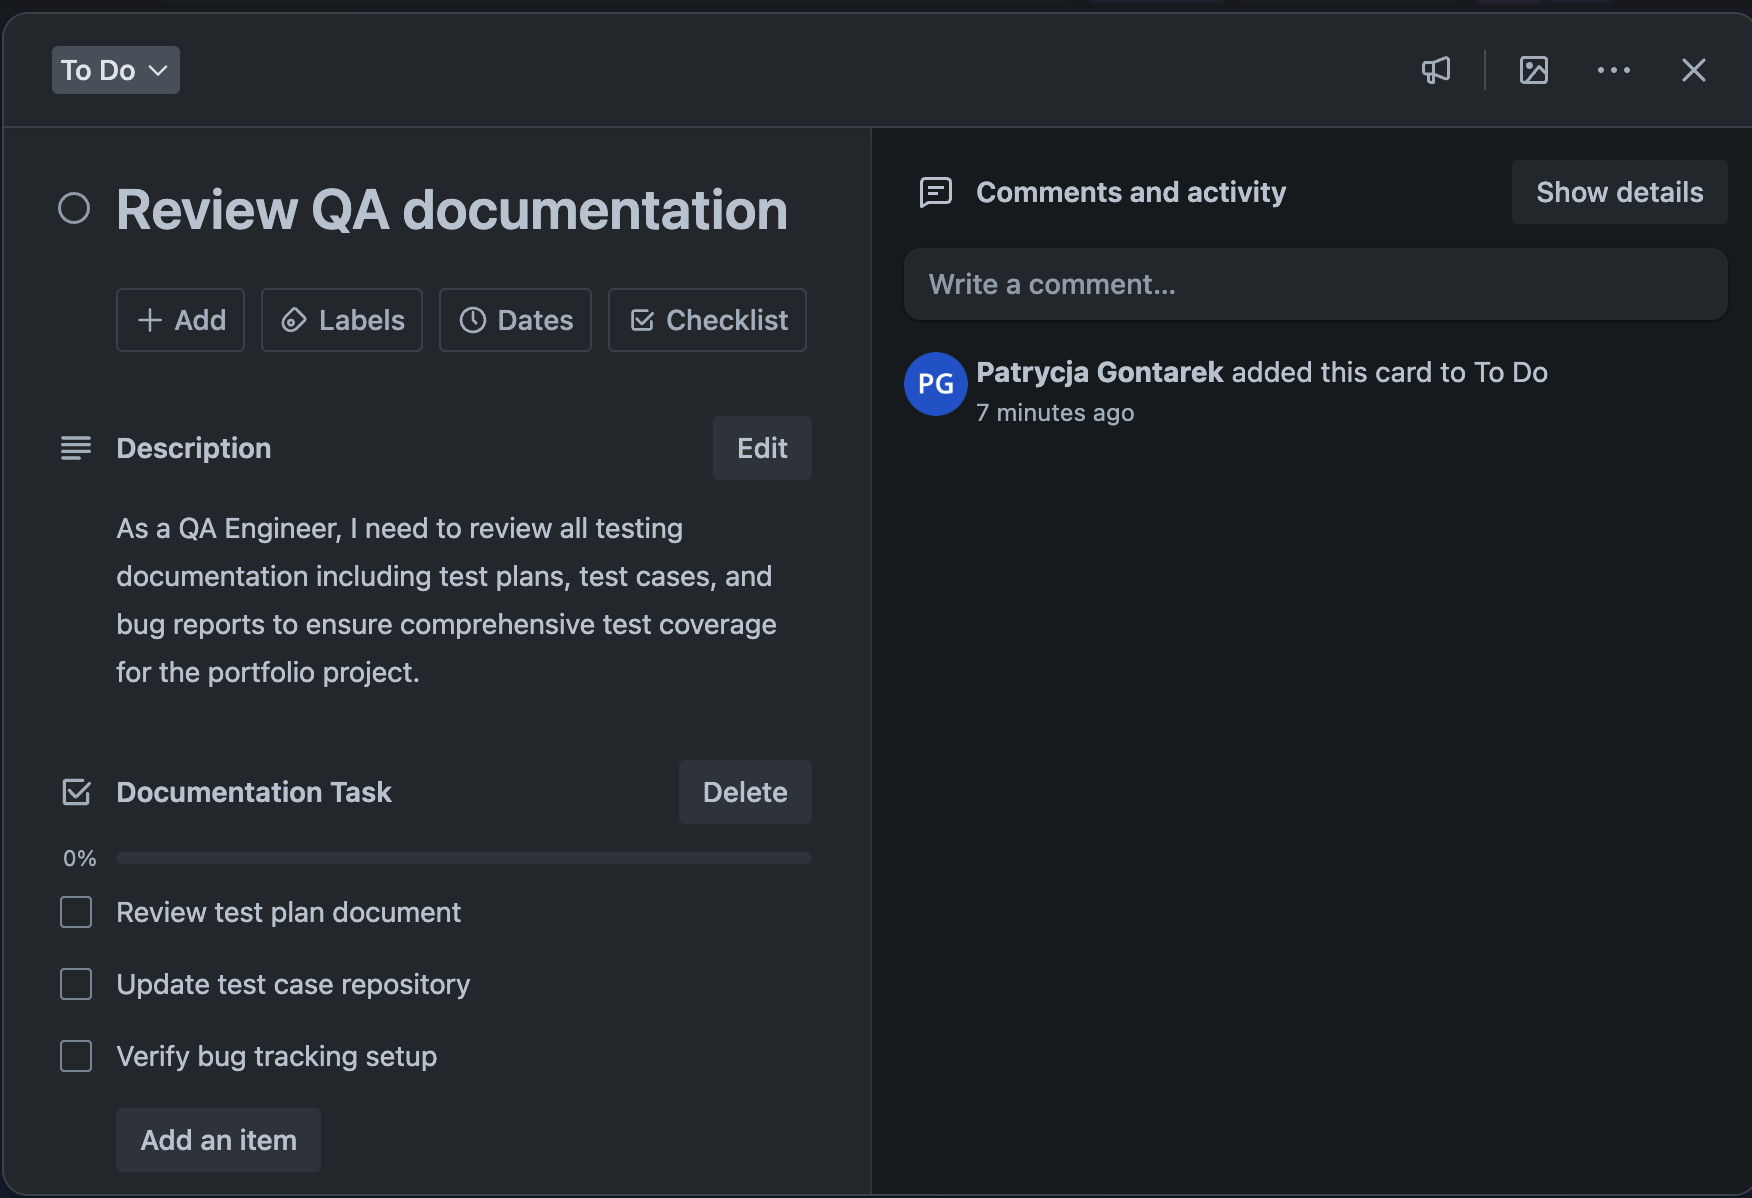 To Do
Review QA documentation
Add
Labels
Dates
Checklist
Description
Edit
As a QA Engineer, I need to review all testing
documentation including test plans, test cases, and
bug reports to ensure comprehensive test coverage
for the portfolio project.
Documentation Task
Delete
0%
Review test plan document
Update test case repository
Verify bug tracking setup
Add an item
Comments and activity
Show details
Write a comment...
PG
Patrycja Gontarek added this card to To Do
7 minutes ago